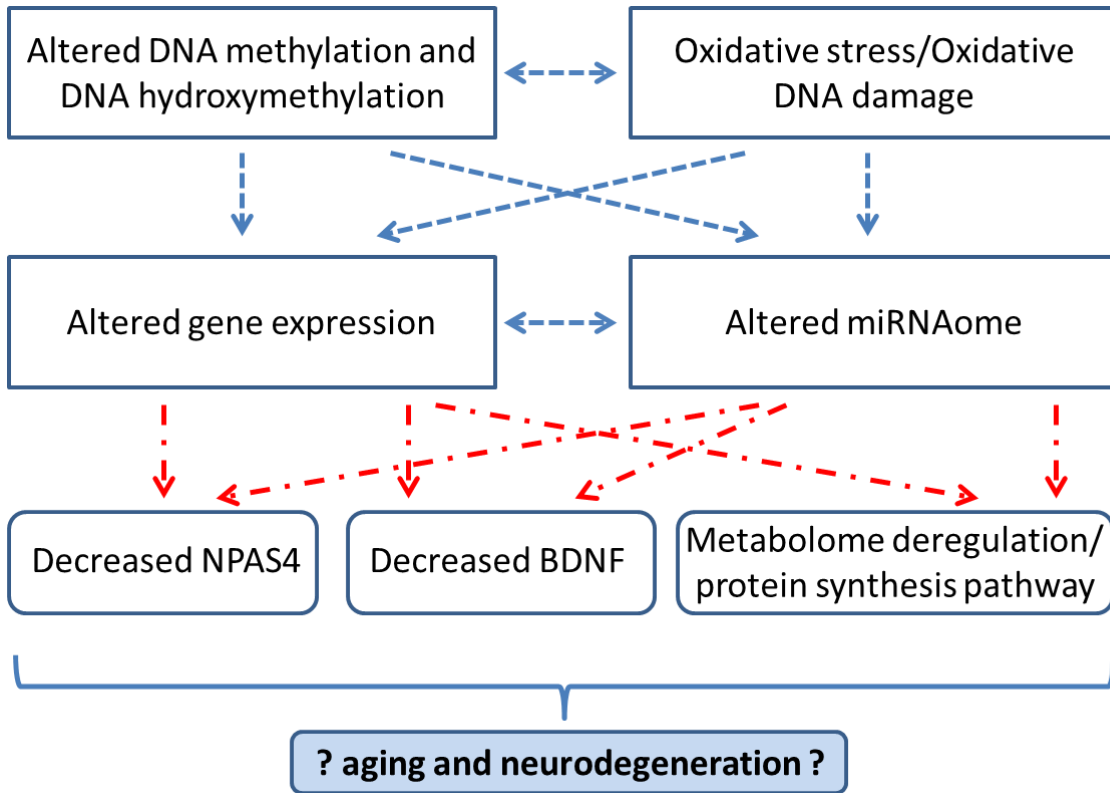 Altered DNA methylation and
DNA hydroxymethylation
Oxidative stress/Oxidative
DNA damage
Altered gene expression
Altered miRNAome
Decreased NPAS4
Decreased BDNF
Metabolome deregulation/
protein synthesis pathway
? aging and neurodegeneration ?